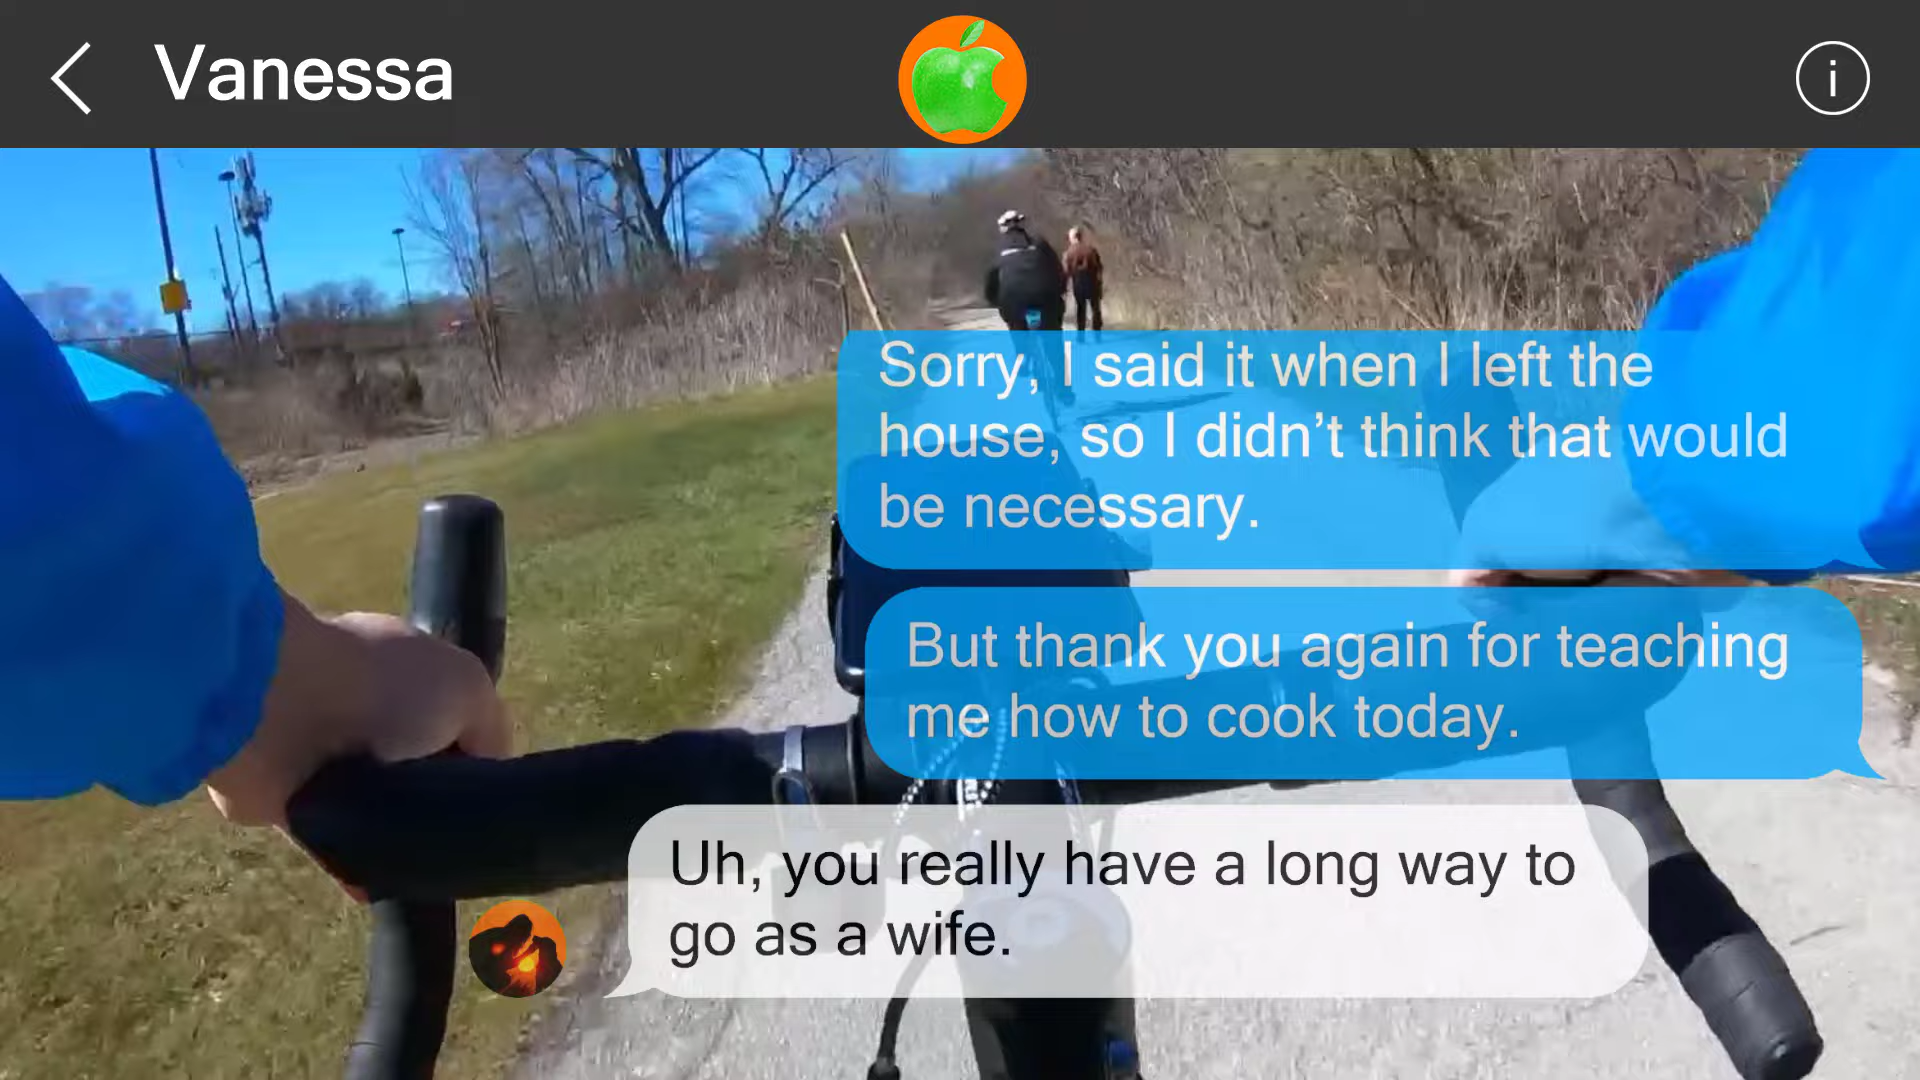 Vanessa
i
Sorry, I said it when I left the
house, so I didn’t think that would
be necessary.
But thank you again for teaching
me how to cook today.
Uh, you really have a long way to
go as a wife.